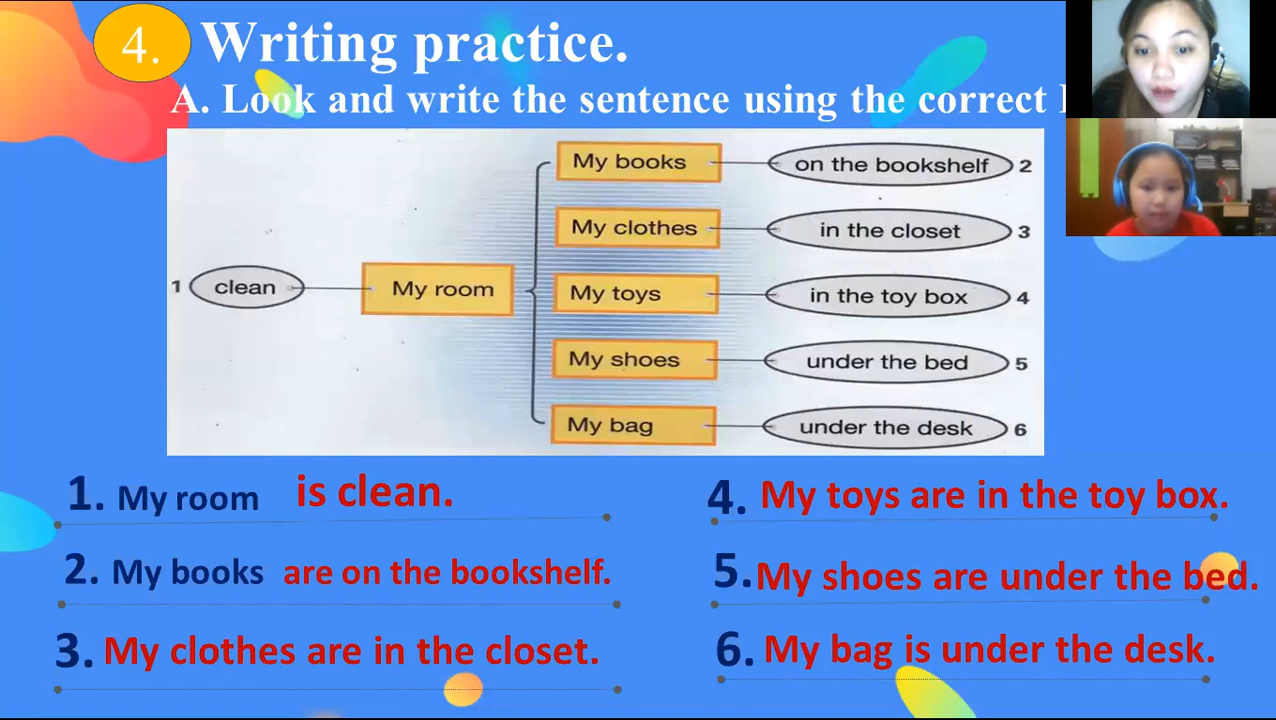 4. Writing practice.
A. Look and write the sentence using the correct
My books on the bookshelf 2
My clothes in the closet 3
1 clean My room My toys in the toy box 4
My shoes under the bed 5
My bag under the desk 6
1. My room is clean.
2. My books are on the bookshelf.
3. My clothes are in the closet.
4. My toys are in the toy box.
5. My shoes are under the bed.
6. My bag is under the desk.